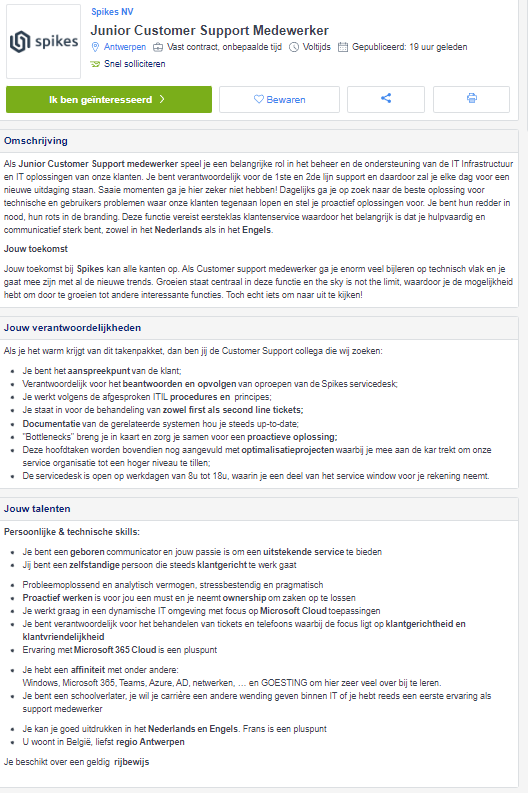 Spikes NV
spikes
Junior Customer Support Medewerker
Antwerpen Vast contract, onbepaalde tijd Voltijds Gepubliceerd: 19 uur geleden
Snel solliciteren
Ik ben geïnteresseerd
Bewaren
Omschrijving
Als Junior Customer Support medewerker speel je een belangrijke rol in het beheer en de ondersteuning van de IT Infrastructuur
en IT oplossingen van onze klanten. Je bent verantwoordelijk voor de 1ste en 2de lijn support en daardoor zal je elke dag voor een
nieuwe uitdaging staan. Saaie momenten ga je hier zeker niet hebben! Dagelijks ga je op zoek naar de beste oplossing voor
technische en gebruikers problemen waar onze klanten tegenaan lopen en stel je proactief oplossingen voor. Je bent hun redder in
nood, hun rots in de branding. Deze functie vereist eersteklas klantenservice waardoor het belangrijk is dat je hulpvaardig en
communicatief sterk bent, zowel in het Nederlands als in het Engels.
Jouw toekomst
Jouw toekomst bij Spikes kan alle kanten op. Als Customer support medewerker ga je enorm veel bijleren op technisch vlak en je
gaat mee zijn met al de nieuwe trends. Groeien staat centraal in deze functie en the sky is not the limit, waardoor je de mogelijkheid
hebt om door te groeien tot andere interessante functies. Toch echt iets om naar uit te kijken!
Jouw verantwoordelijkheden
Als je het warm krijgt van dit takenpakket, dan ben jij de Customer Support collega die wij zoeken:
• Je bent het aanspreekpunt van de klant;
• Verantwoordelijk voor het beantwoorden en opvolgen van oproepen van de Spikes servicedesk;
• Je werkt volgens de afgesproken ITIL procedures en principes;
• Je staat in voor de behandeling van zowel first als second line tickets;
• Documentatie van de gerelateerde systemen hou je steeds up-to-date;
• "Bottlenecks" breng je in kaart en zorg je samen voor een proactieve oplossing;
• Deze hoofdtaken worden bovendien nog aangevuld met optimalisatieprojecten waarbij je mee aan de kar trekt om onze
service organisatie tot een hoger niveau te tillen;
• De servicedesk is open op werkdagen van 8u tot 18u, waarin je een deel van het service window voor je rekening neemt.
Jouw talenten
Persoonlijke & technische skills:
• Je bent een geboren communicator en jouw passie is om een uitstekende service te bieden
• Jij bent een zelfstandige persoon die steeds klantgericht te werk gaat
• Probleemoplossend en analytisch vermogen, stressbestendig en pragmatisch
• Proactief werken is voor jou een must en je neemt ownership om zaken op te lossen
• Je werkt graag in een dynamische IT omgeving met focus op Microsoft Cloud toepassingen
• Je bent verantwoordelijk voor het behandelen van tickets en telefoons waarbij de focus ligt op klantgerichtheid en
klantvriendelijkheid
• Ervaring met Microsoft 365 Cloud is een pluspunt
• Je hebt een affiniteit met onder andere:
Windows, Microsoft 365, Teams, Azure, AD, netwerken, … en GOESTING om hier zeer veel over bij te leren.
• Je bent een schoolverlater, je wil je carrière een andere wending geven binnen IT of je hebt reeds een eerste ervaring als
support medewerker
• Je kan je goed uitdrukken in het Nederlands en Engels. Frans is een pluspunt
• U woont in België, liefst regio Antwerpen
Je beschikt over een geldig rijbewijs